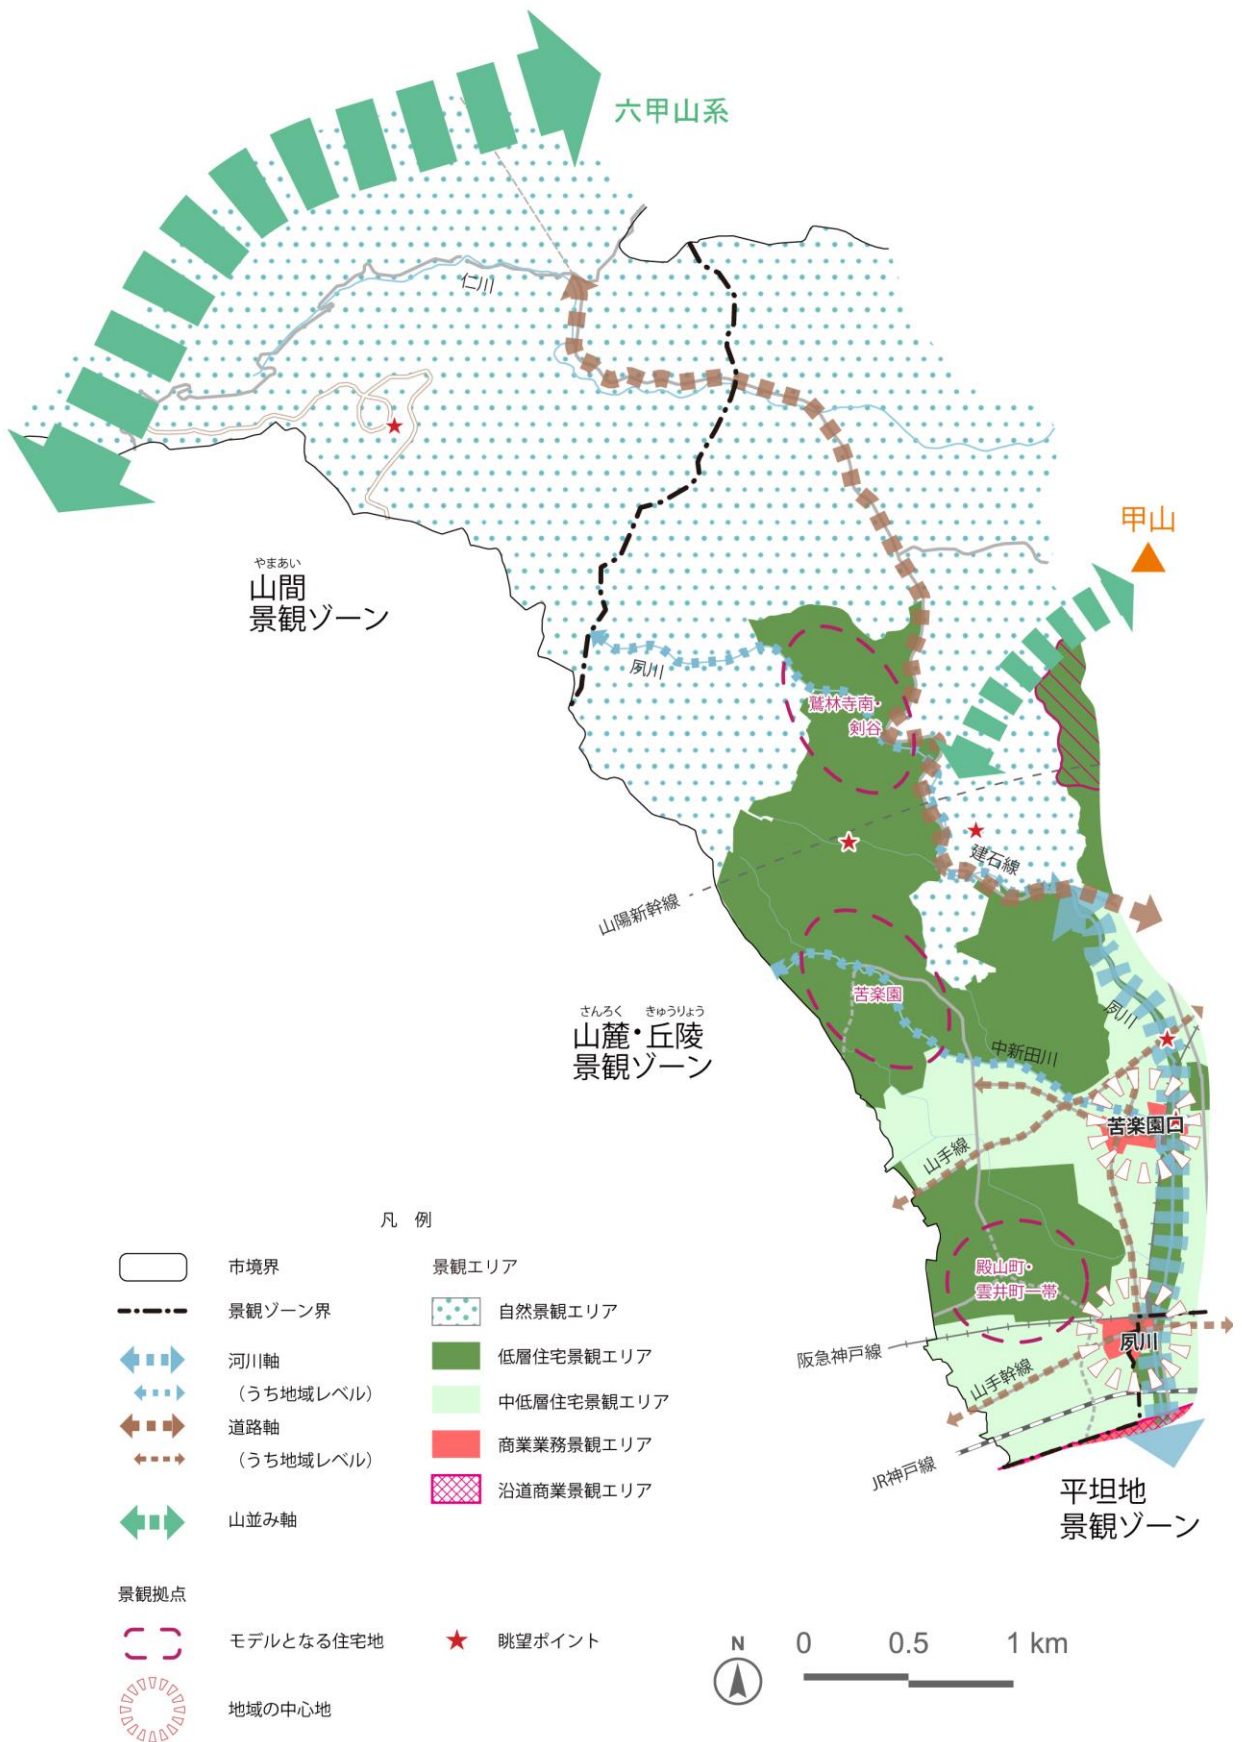 六甲山系
仁川
甲山
やまあい
山間
景観ゾーン
夙川
鷲林寺南・
剣谷
建石線
山陽新幹線
苦楽園
さんろく きゅうりょう
山麓・丘陵
景観ゾーン
夙川
中新田川
苦楽園口
山手線
殿山町・
雲井町一帯
夙川
阪急神戸線
山手幹線
JR神戸線
平坦地
景観ゾーン
凡 例
市境界
景観ゾーン界
河川軸
(うち地域レベル)
道路軸
(うち地域レベル)
山並み軸
景観エリア
自然景観エリア
低層住宅景観エリア
中低層住宅景観エリア
商業業務景観エリア
沿道商業景観エリア
景観拠点
モデルとなる住宅地
眺望ポイント
地域の中心地
N
0 0.5 1 km